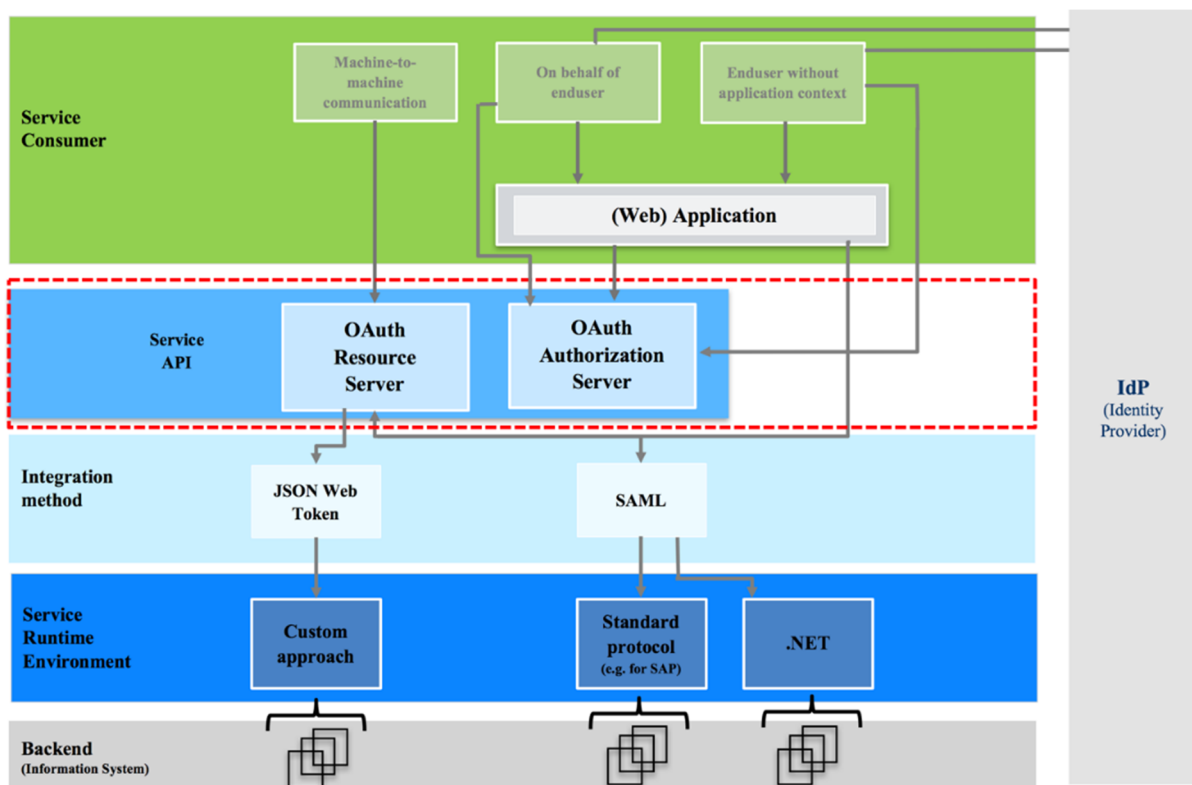 Machine-to-
machine
communication
On behalf of
enduser
Enduser without
application context
Service
Consumer
(Web) Application
Service
API
OAuth
Resource
Server
OAuth
Authorization
Server
IdP
(Identity
Provider)
Integration
method
JSON Web
Token
SAML
Service
Runtime
Environment
Custom
approach
Standard
protocol
(e.g. for SAP)
.NET
Backend
(Information System)